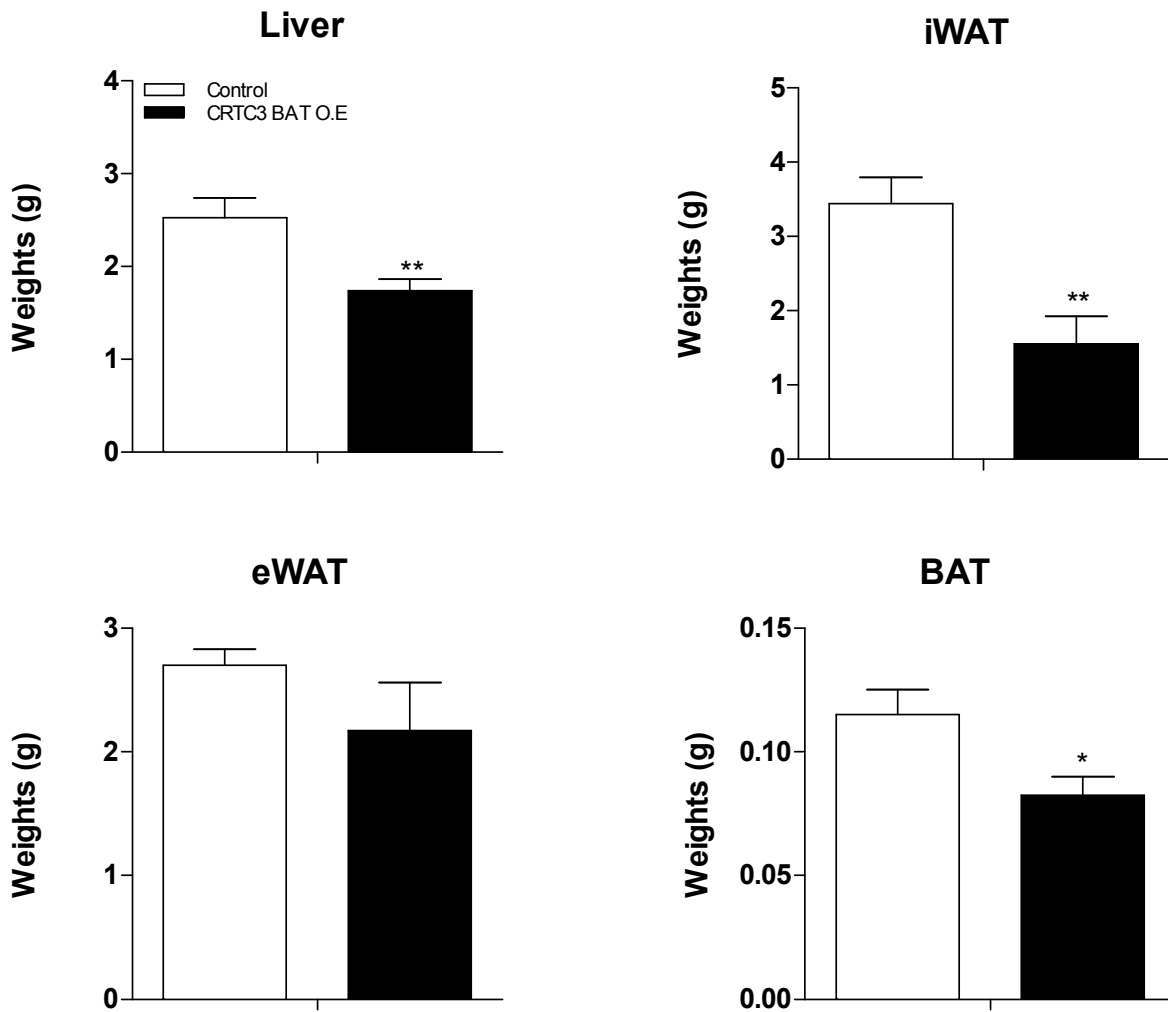 Liver
4
3
2
1
0
Weights (g)
Control
CRTC3 BAT O.E
**
iWAT
5
4
3
2
1
0
Weights (g)
**
eWAT
3
2
1
0
Weights (g)
BAT
0.15
0.10
0.05
0.00
Weights (g)
*